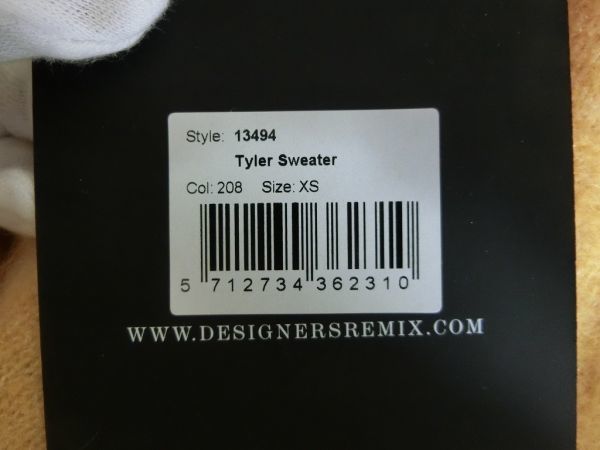 Style: 13494
Tyler Sweater
Col: 208 Size: XS
5 712734 362310
WWW.DESIGNERSREMIX.COM